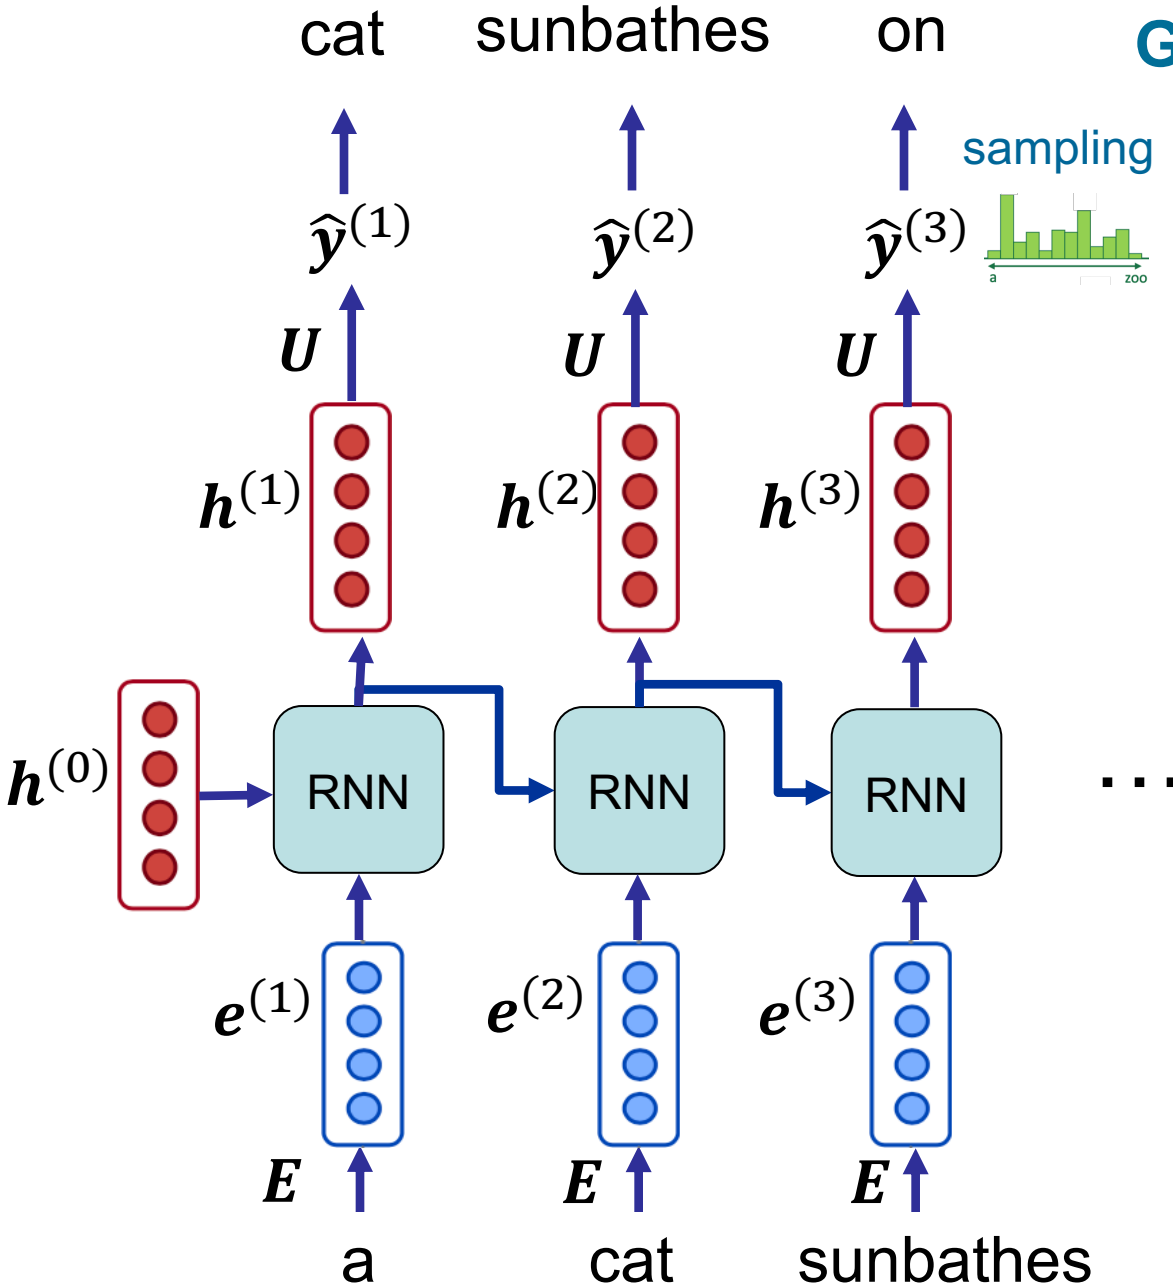 cat sunbathes on G
sampling
ŷ⁽¹⁾ ŷ⁽²⁾ ŷ⁽³⁾
a zoo
U U U
h⁽¹⁾ h⁽²⁾ h⁽³⁾
h⁽⁰⁾ RNN RNN RNN ...
e⁽¹⁾ e⁽²⁾ e⁽³⁾
E E E
a cat sunbathes